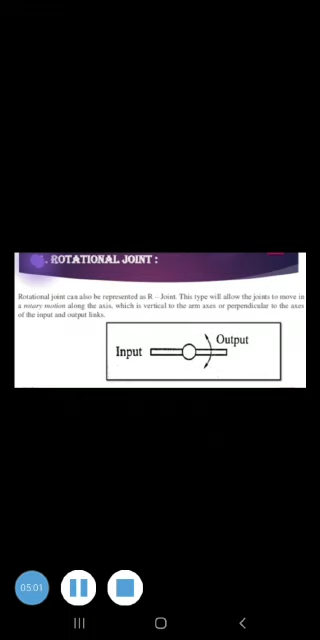 . ROTATIONAL JOINT :
Rotational joint can also be represented as R – Joint. This type will allow the joints to move in
a rotary motion along the axis, which is vertical to the arm axes or perpendicular to the axes
of the input and output links.
Output
Input
05:01